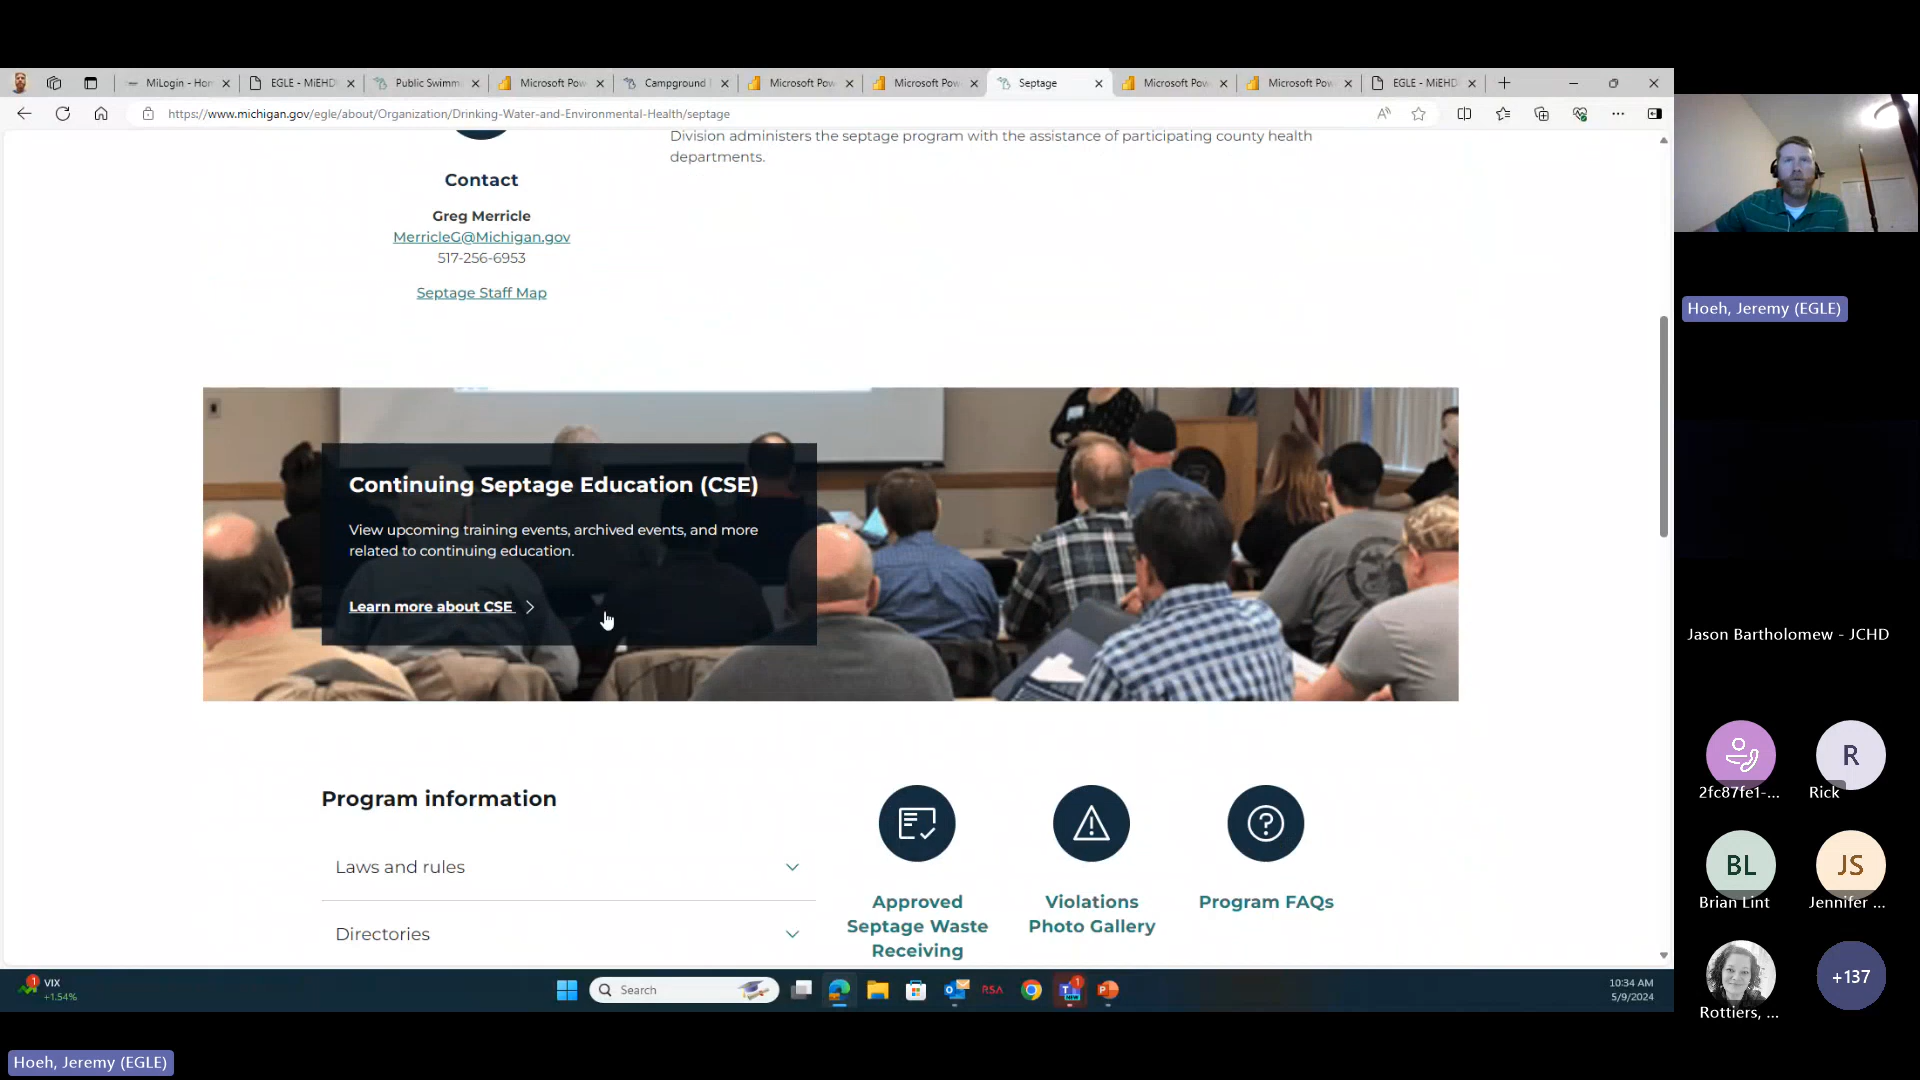 MiLogin - Hor
EGLE - MiEHD
Public Swimm
Microsoft Pow
Campground
Microsoft Pow
Microsoft Pow
Septage
Microsoft Pow
Microsoft Pow
EGLE - MiEHD
https://www.michigan.gov/egle/about/Organization/Drinking-Water-and-Environmental-Health/septage
Division administers the septage program with the assistance of participating county health
departments.
Contact
Greg Merricle
MerricleG@Michigan.gov
517-256-6953
Septage Staff Map
Continuing Septage Education (CSE)
View upcoming training events, archived events, and more
related to continuing education.
Learn more about CSE
Program information
Laws and rules
Directories
Approved
Septage Waste
Receiving
Violations
Photo Gallery
Program FAQs
Hoeh, Jeremy (EGLE)
Jason Bartholomew - JCHD
2fc87fe1-...
R
Rick
BL
Brian Lint
JS
Jennifer ...
Rottiers, ...
+137
1
VIX
+1.54%
Search
RSA
1
10:34 AM
5/9/2024
Hoeh, Jeremy (EGLE)